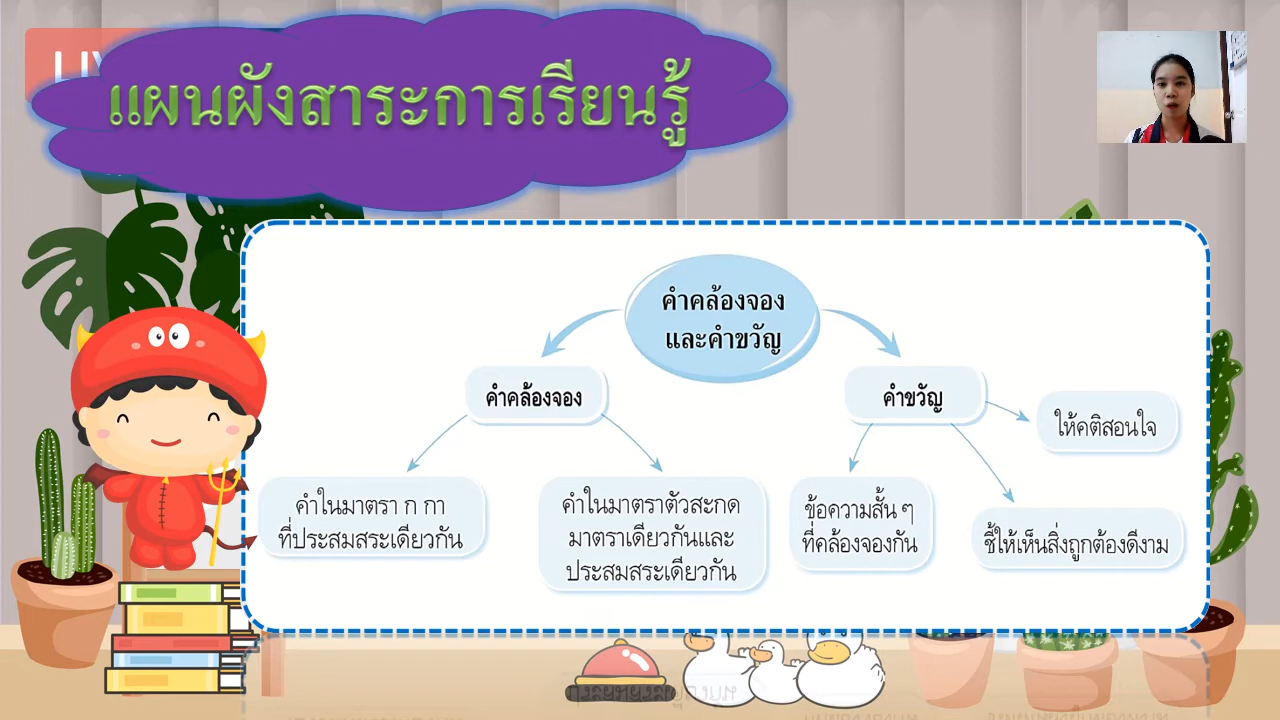 แผนผังสาระการเรียนรู้
คำคล้องจอง
และคำขวัญ
คำคล้องจอง
คำขวัญ
ให้คติสอนใจ
คำในมาตรา ก กา
ที่ประสมสระเดียวกัน
คำในมาตราตัวสะกด
มาตราเดียวกันและ
ประสมสระเดียวกัน
ข้อความสั้น ๆ
ที่คล้องจองกัน
ชี้ให้เห็นสิ่งถูกต้องดีงาม